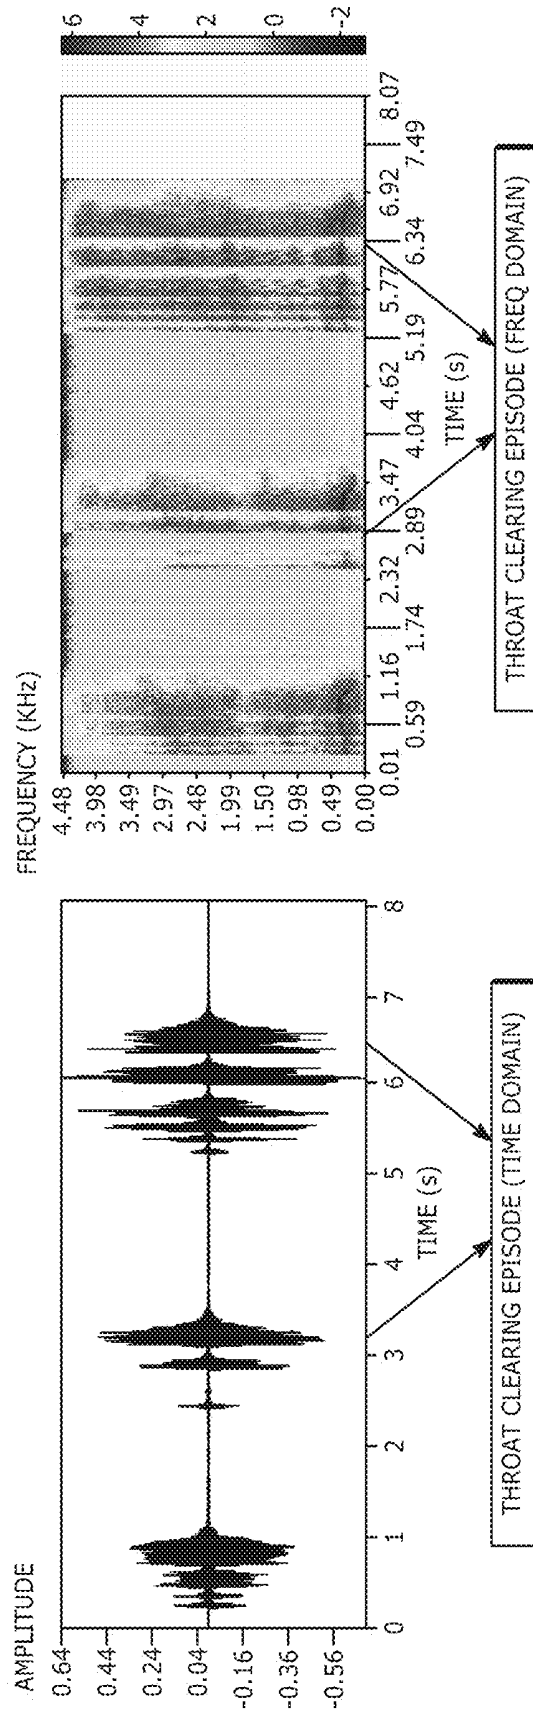 AMPLITUDE
0.64
0.44
0.24
0.04
-0.16
-0.36
-0.56
0 1 2 3 4 5 6 7 8
TIME (s)
THROAT CLEARING EPISODE (TIME DOMAIN)
FREQUENCY (KHz)
4.48
3.98
3.49
2.97
2.48
1.99
1.50
0.98
0.49
0.00
0.01 0.59 1.16 1.74 2.32 2.89 3.47 4.04 4.62 5.19 5.77 6.34 6.92 7.49 8.07
TIME (s)
6
4
2
0
-2
THROAT CLEARING EPISODE (FREQ DOMAIN)